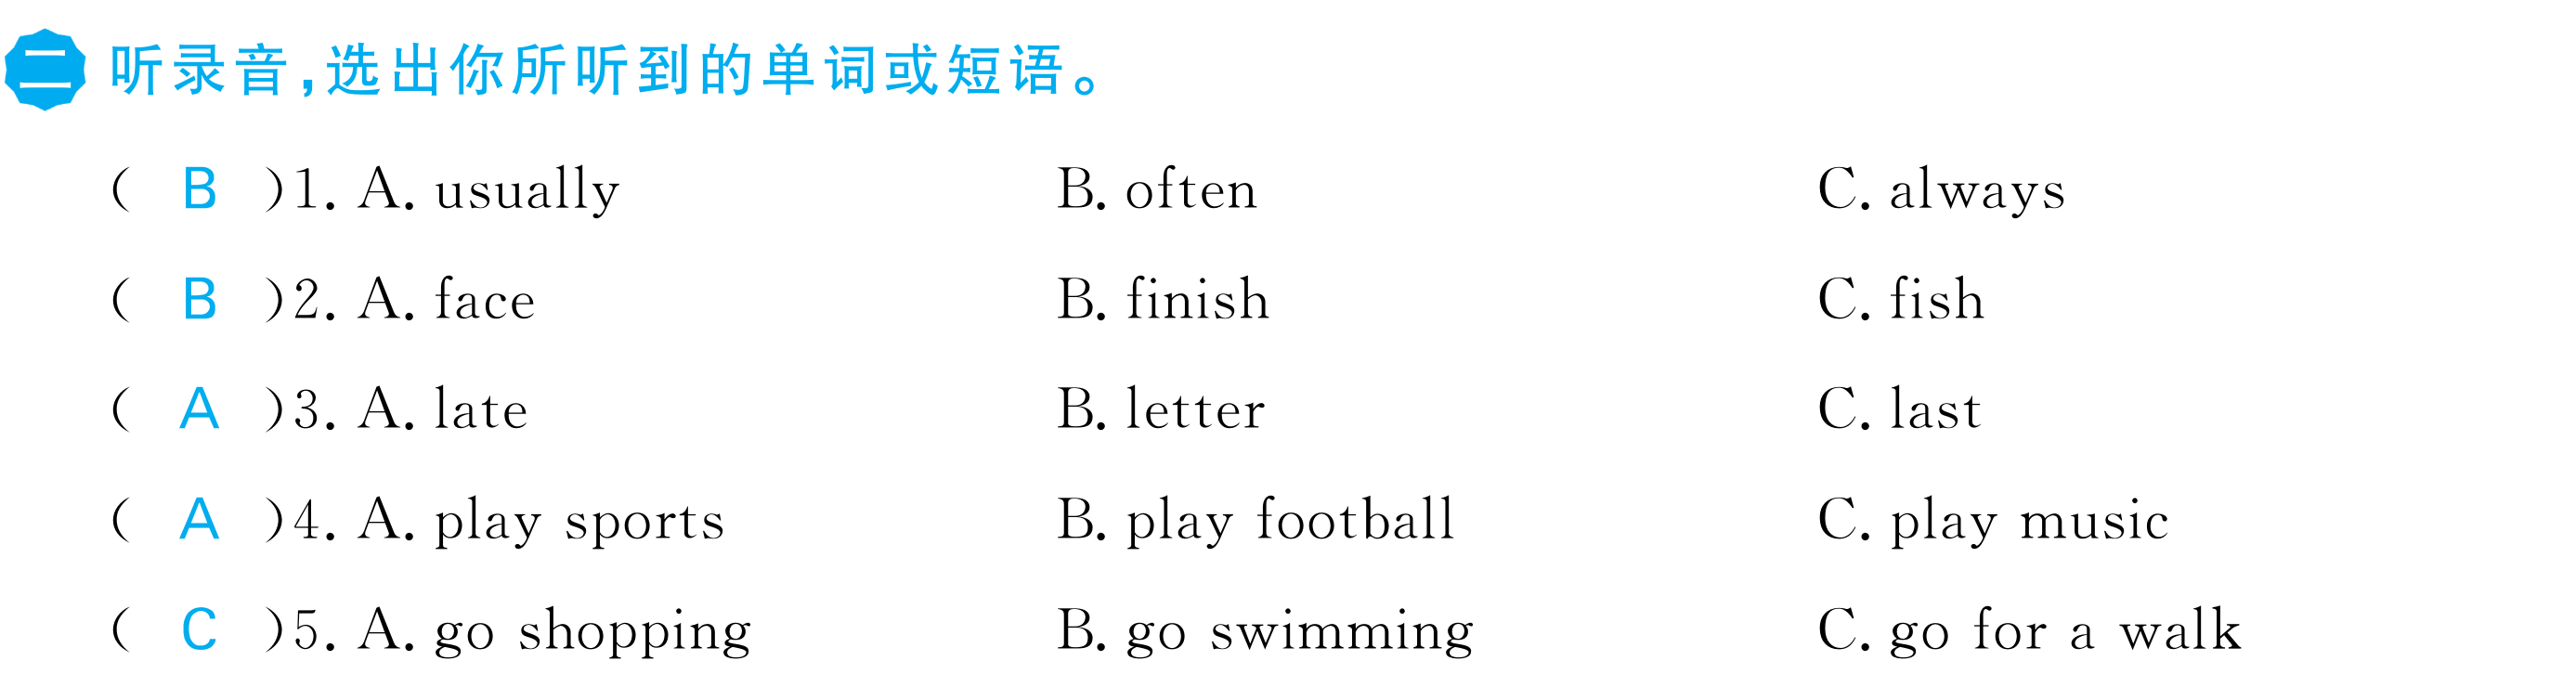 二 听录音,选出你所听到的单词或短语。
( B )1. A. usually B. often C. always
( B )2. A. face B. finish C. fish
( A )3. A. late B. letter C. last
( A )4. A. play sports B. play football C. play music
( C )5. A. go shopping B. go swimming C. go for a walk